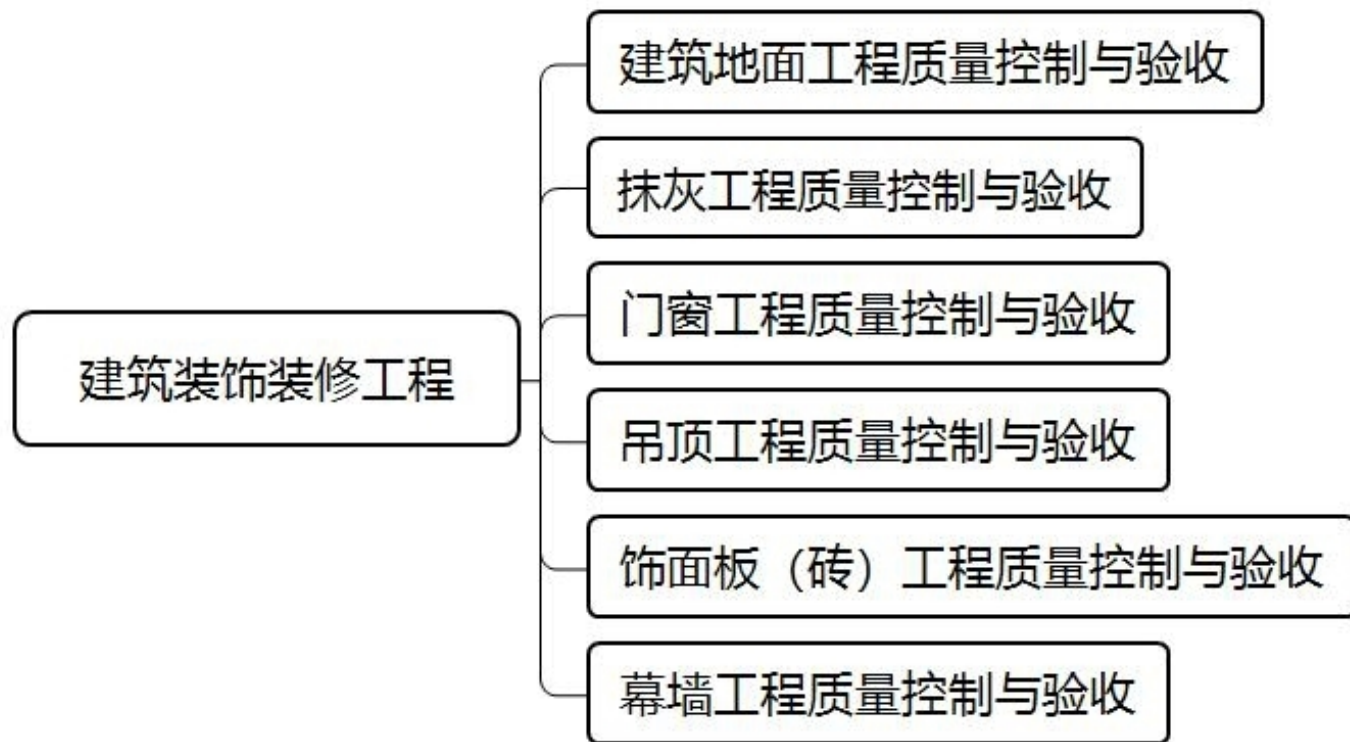 建筑装饰装修工程
建筑地面工程质量控制与验收
抹灰工程质量控制与验收
门窗工程质量控制与验收
吊顶工程质量控制与验收
饰面板（砖）工程质量控制与验收
幕墙工程质量控制与验收